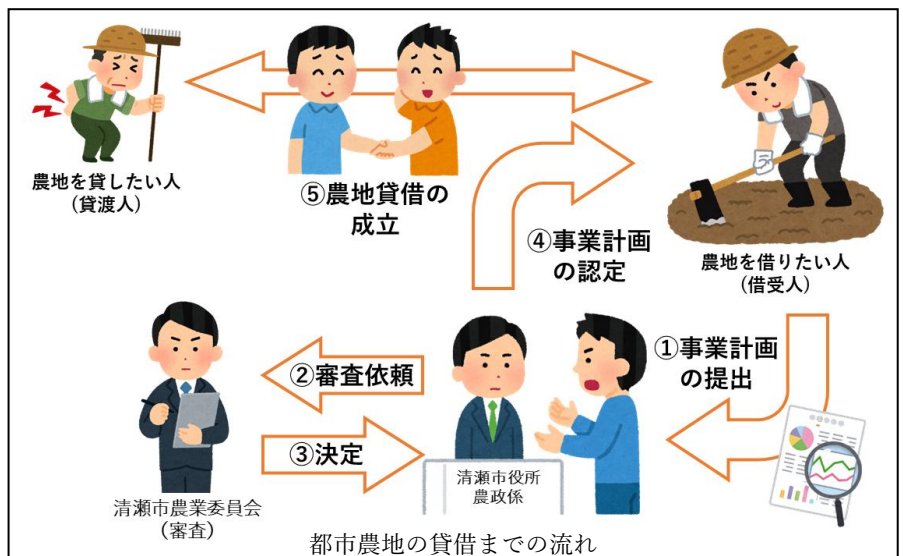 農地を貸したい人
(貸渡人)
⑤農地貸借の
成立
④事業計画
の認定
農地を借りたい人
(借受人)
①事業計画
の提出
②審査依頼
③決定
清瀬市役所
農政係
清瀬市農業委員会
(審査)
都市農地の貸借までの流れ